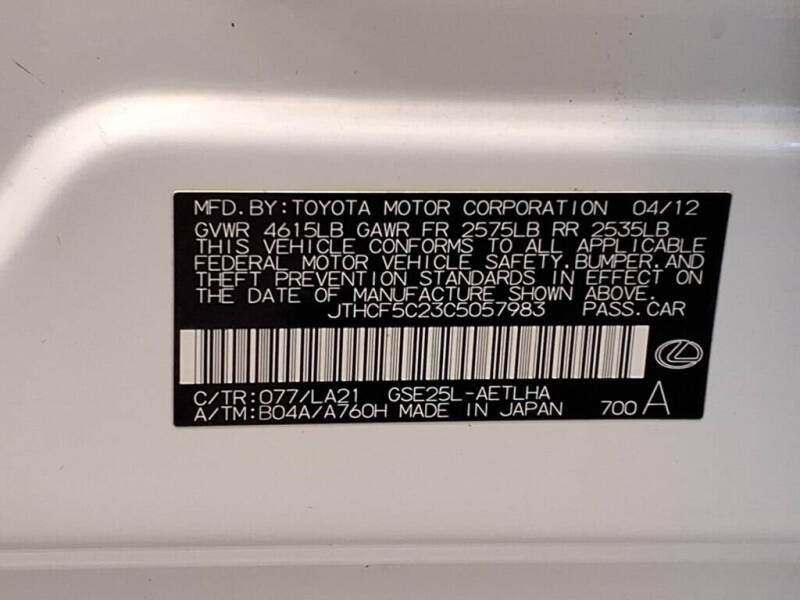 MFD.BY:TOYOTA MOTOR CORPORATION 04/12
GVWR 4615LB GAWR FR 2575LB RR 2535LB
THIS VEHICLE CONFORMS TO ALL APPLICABLE
FEDERAL MOTOR VEHICLE SAFETY,BUMPER,AND
THEFT PREVENTION STANDARDS IN EFFECT ON
THE DATE OF MANUFACTURE SHOWN ABOVE.
JTHCF5C23C5057983 PASS.CAR
C/TR:077/LA21 GSE25L-AETLHA
A/TM:B04A/A760H MADE IN JAPAN 700 A